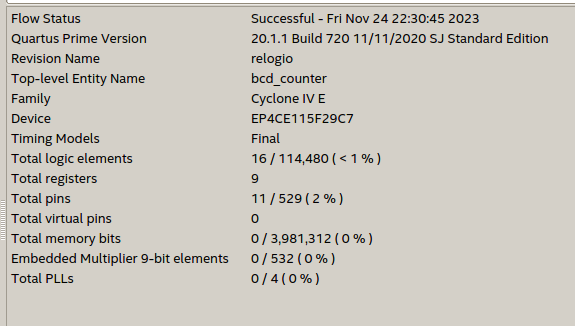 Flow Status Successful - Fri Nov 24 22:30:45 2023
Quartus Prime Version 20.1.1 Build 720 11/11/2020 SJ Standard Edition
Revision Name relogio
Top-level Entity Name bcd_counter
Family Cyclone IV E
Device EP4CE115F29C7
Timing Models Final
Total logic elements 16 / 114,480 ( < 1 % )
Total registers 9
Total pins 11 / 529 ( 2 % )
Total virtual pins 0
Total memory bits 0 / 3,981,312 ( 0 % )
Embedded Multiplier 9-bit elements 0 / 532 ( 0 % )
Total PLLs 0 / 4 ( 0 % )